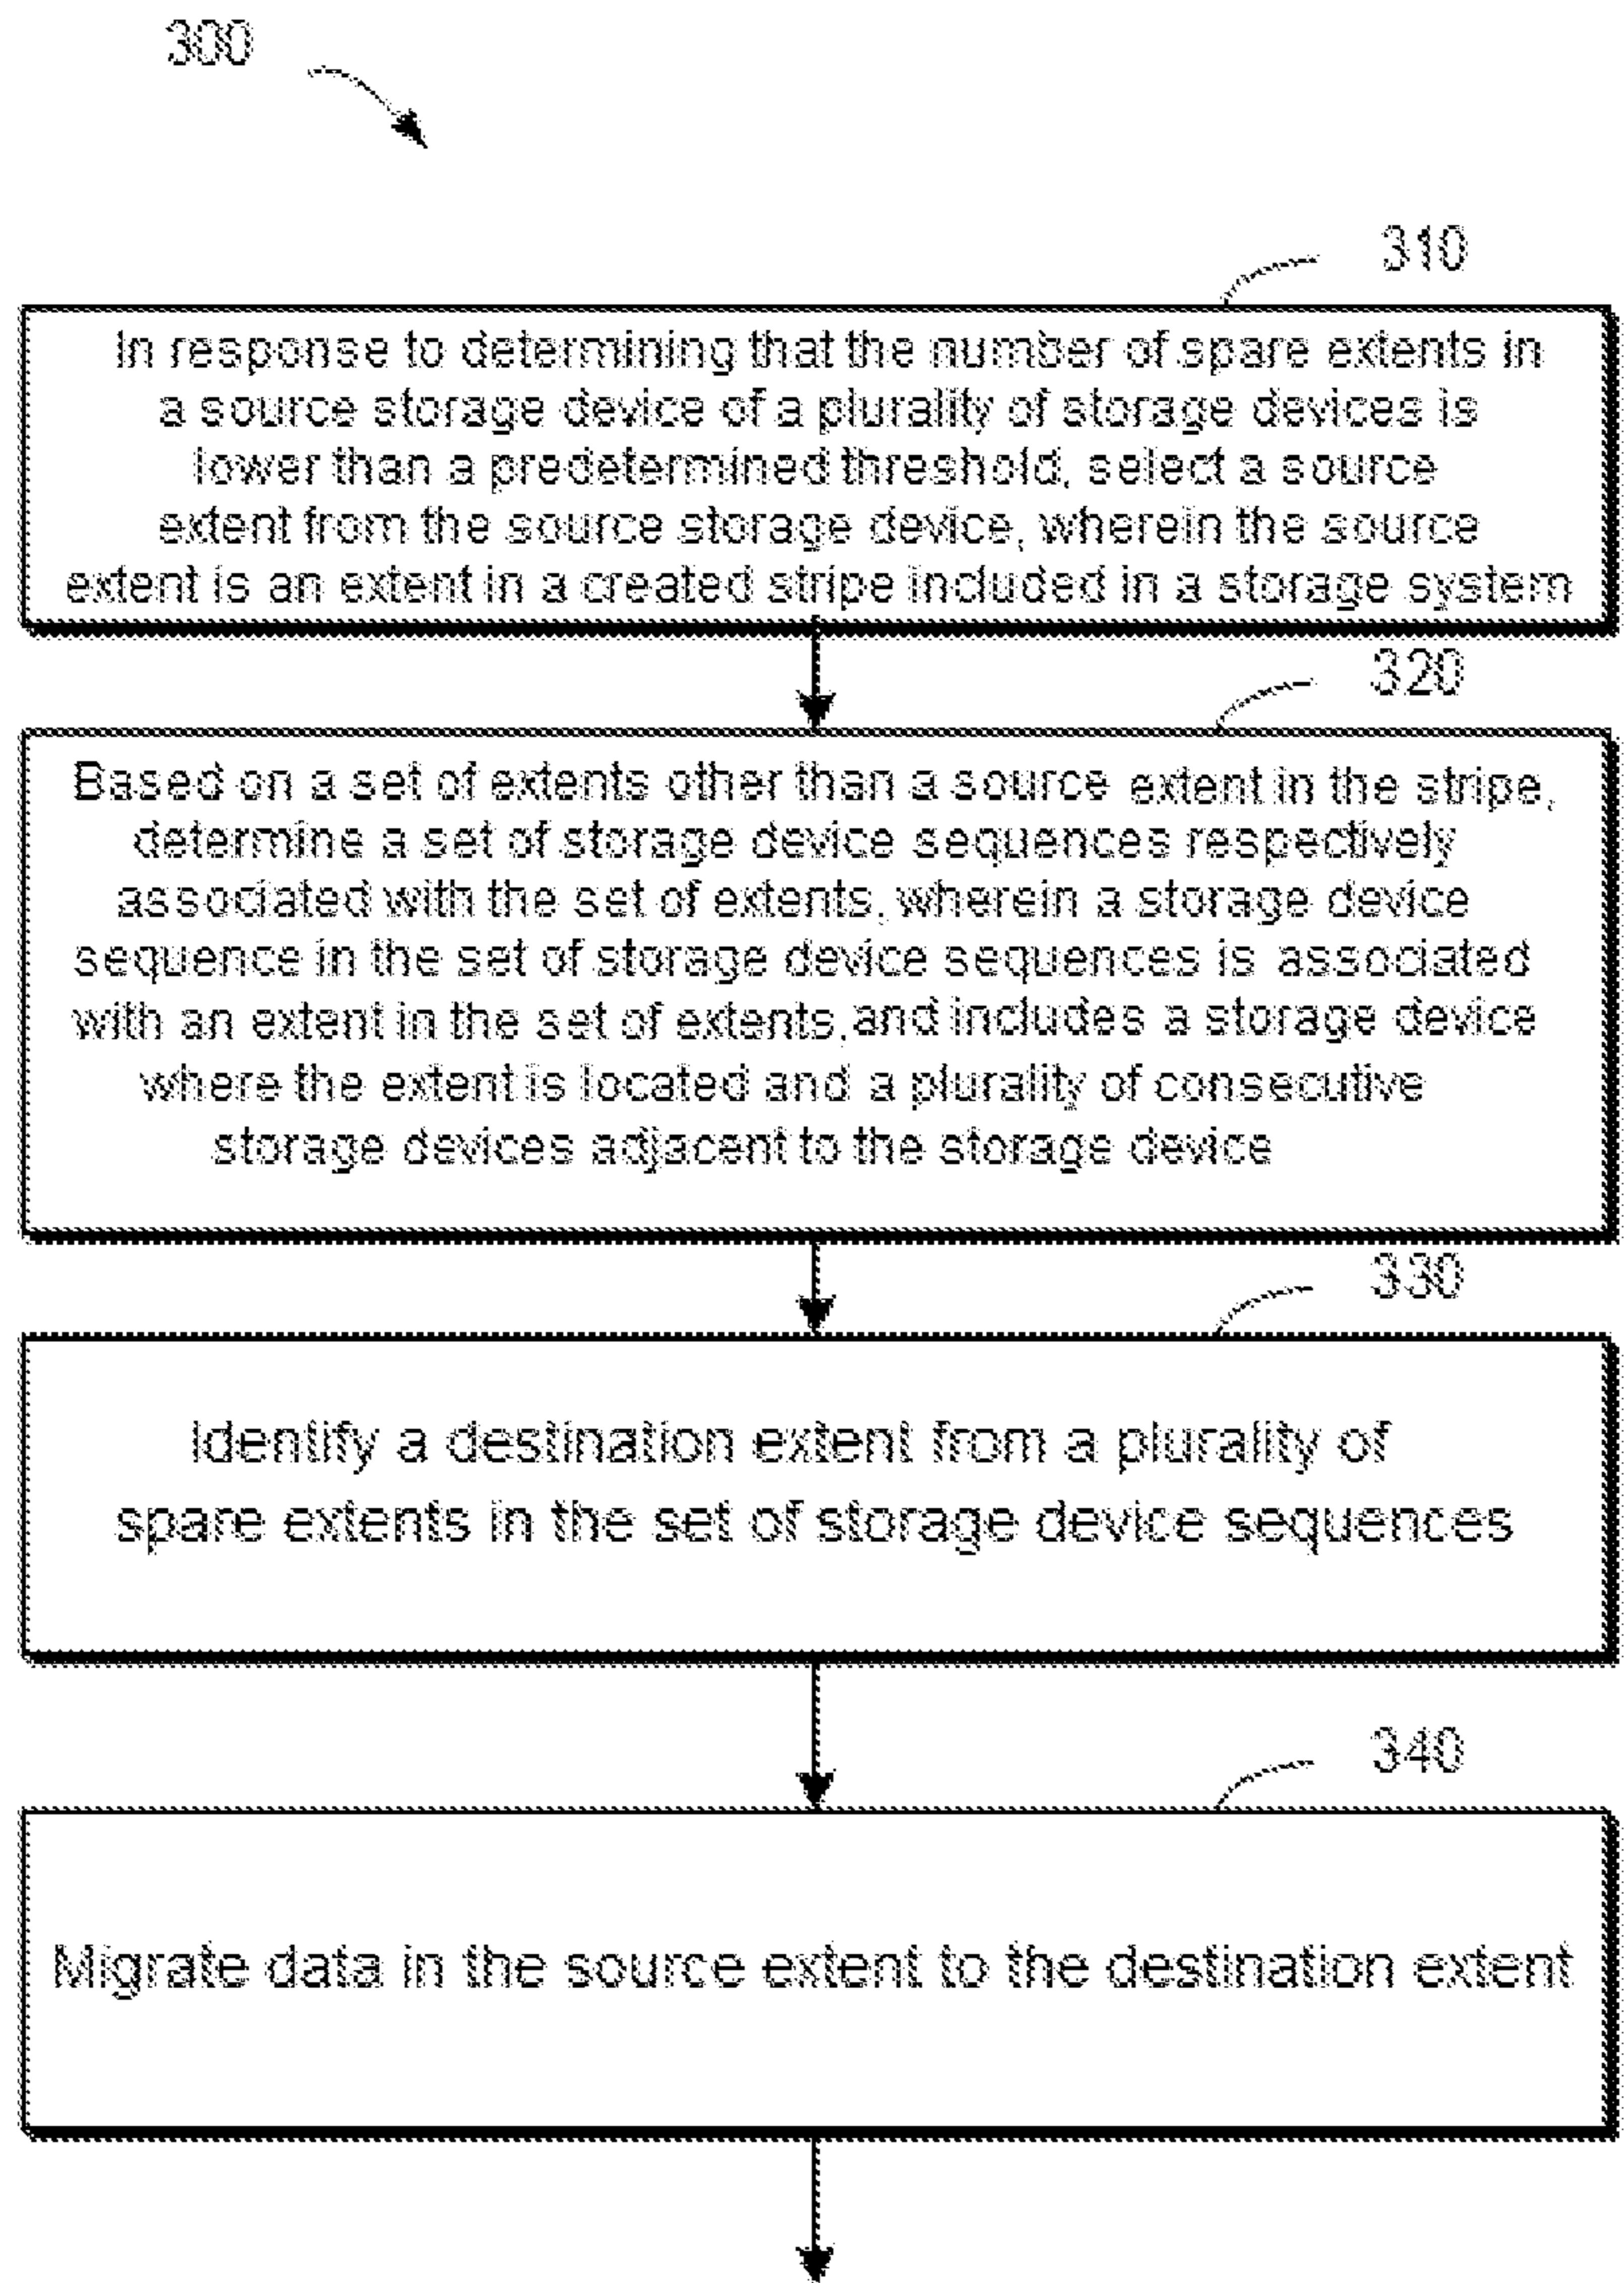 300
310
In response to determining that the number of spare extents in
a source storage device of a plurality of storage devices is
lower than a predetermined threshold, select a source
extent from the source storage device, wherein the source
extent is an extent in a created stripe included in a storage system
320
Based on a set of extents other than a source extent in the stripe,
determine a set of storage device sequences respectively
associated with the set of extents, wherein a storage device
sequence in the set of storage device sequences is associated
with an extent in the set of extents, and includes a storage device
where the extent is located and a plurality of consecutive
storage devices adjacent to the storage device
330
Identify a destination extent from a plurality of
spare extents in the set of storage device sequences
340
Migrate data in the source extent to the destination extent